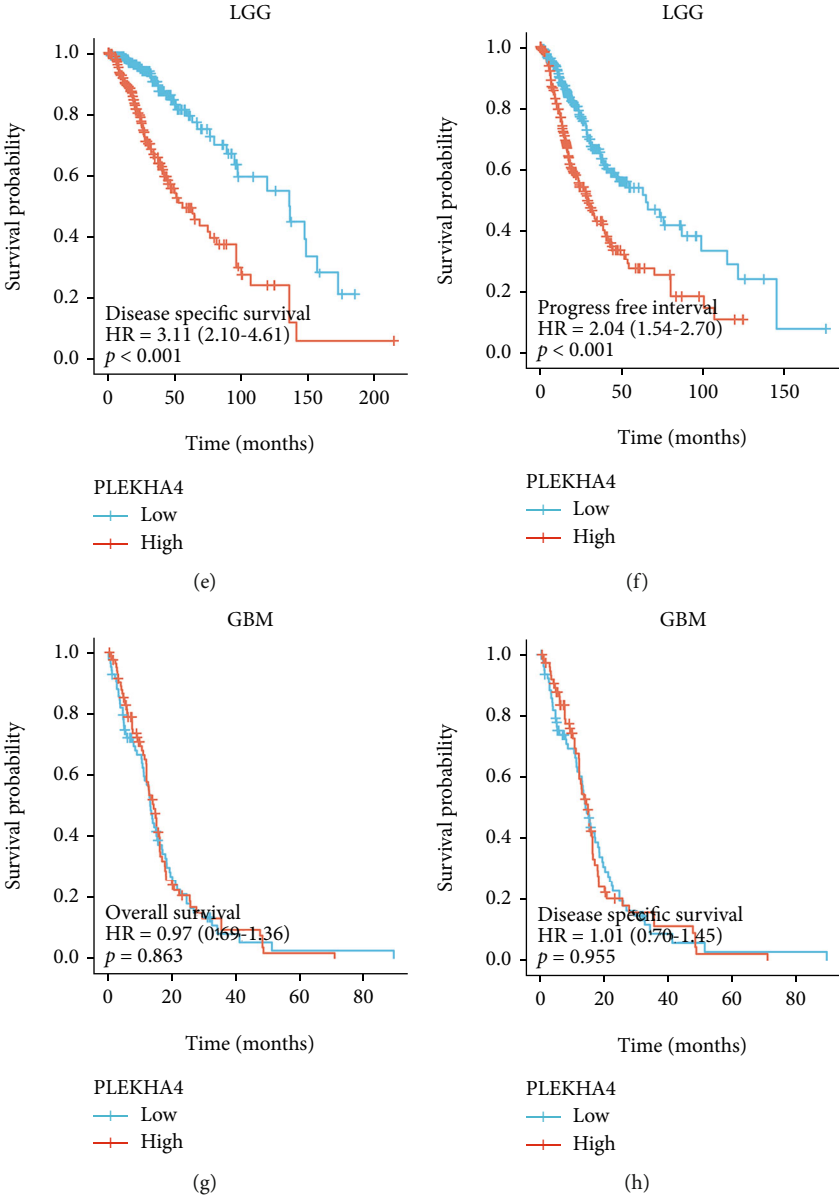 LGG
Survival probability
1.0
0.8
0.6
0.4
0.2
0.0
Disease specific survival
HR = 3.11 (2.10-4.61)
p < 0.001
0 50 100 150 200
Time (months)
PLEKHA4
Low
High
(e)
LGG
Survival probability
1.0
0.8
0.6
0.4
0.2
0.0
Progress free interval
HR = 2.04 (1.54-2.70)
p < 0.001
0 50 100 150
Time (months)
PLEKHA4
Low
High
(f)
GBM
Survival probability
1.0
0.8
0.6
0.4
0.2
0.0
Overall survival
HR = 0.97 (0.69-1.36)
p = 0.863
0 20 40 60 80
Time (months)
PLEKHA4
Low
High
(g)
GBM
Survival probability
1.0
0.8
0.6
0.4
0.2
0.0
Disease specific survival
HR = 1.01 (0.70-1.45)
p = 0.955
0 20 40 60 80
Time (months)
PLEKHA4
Low
High
(h)